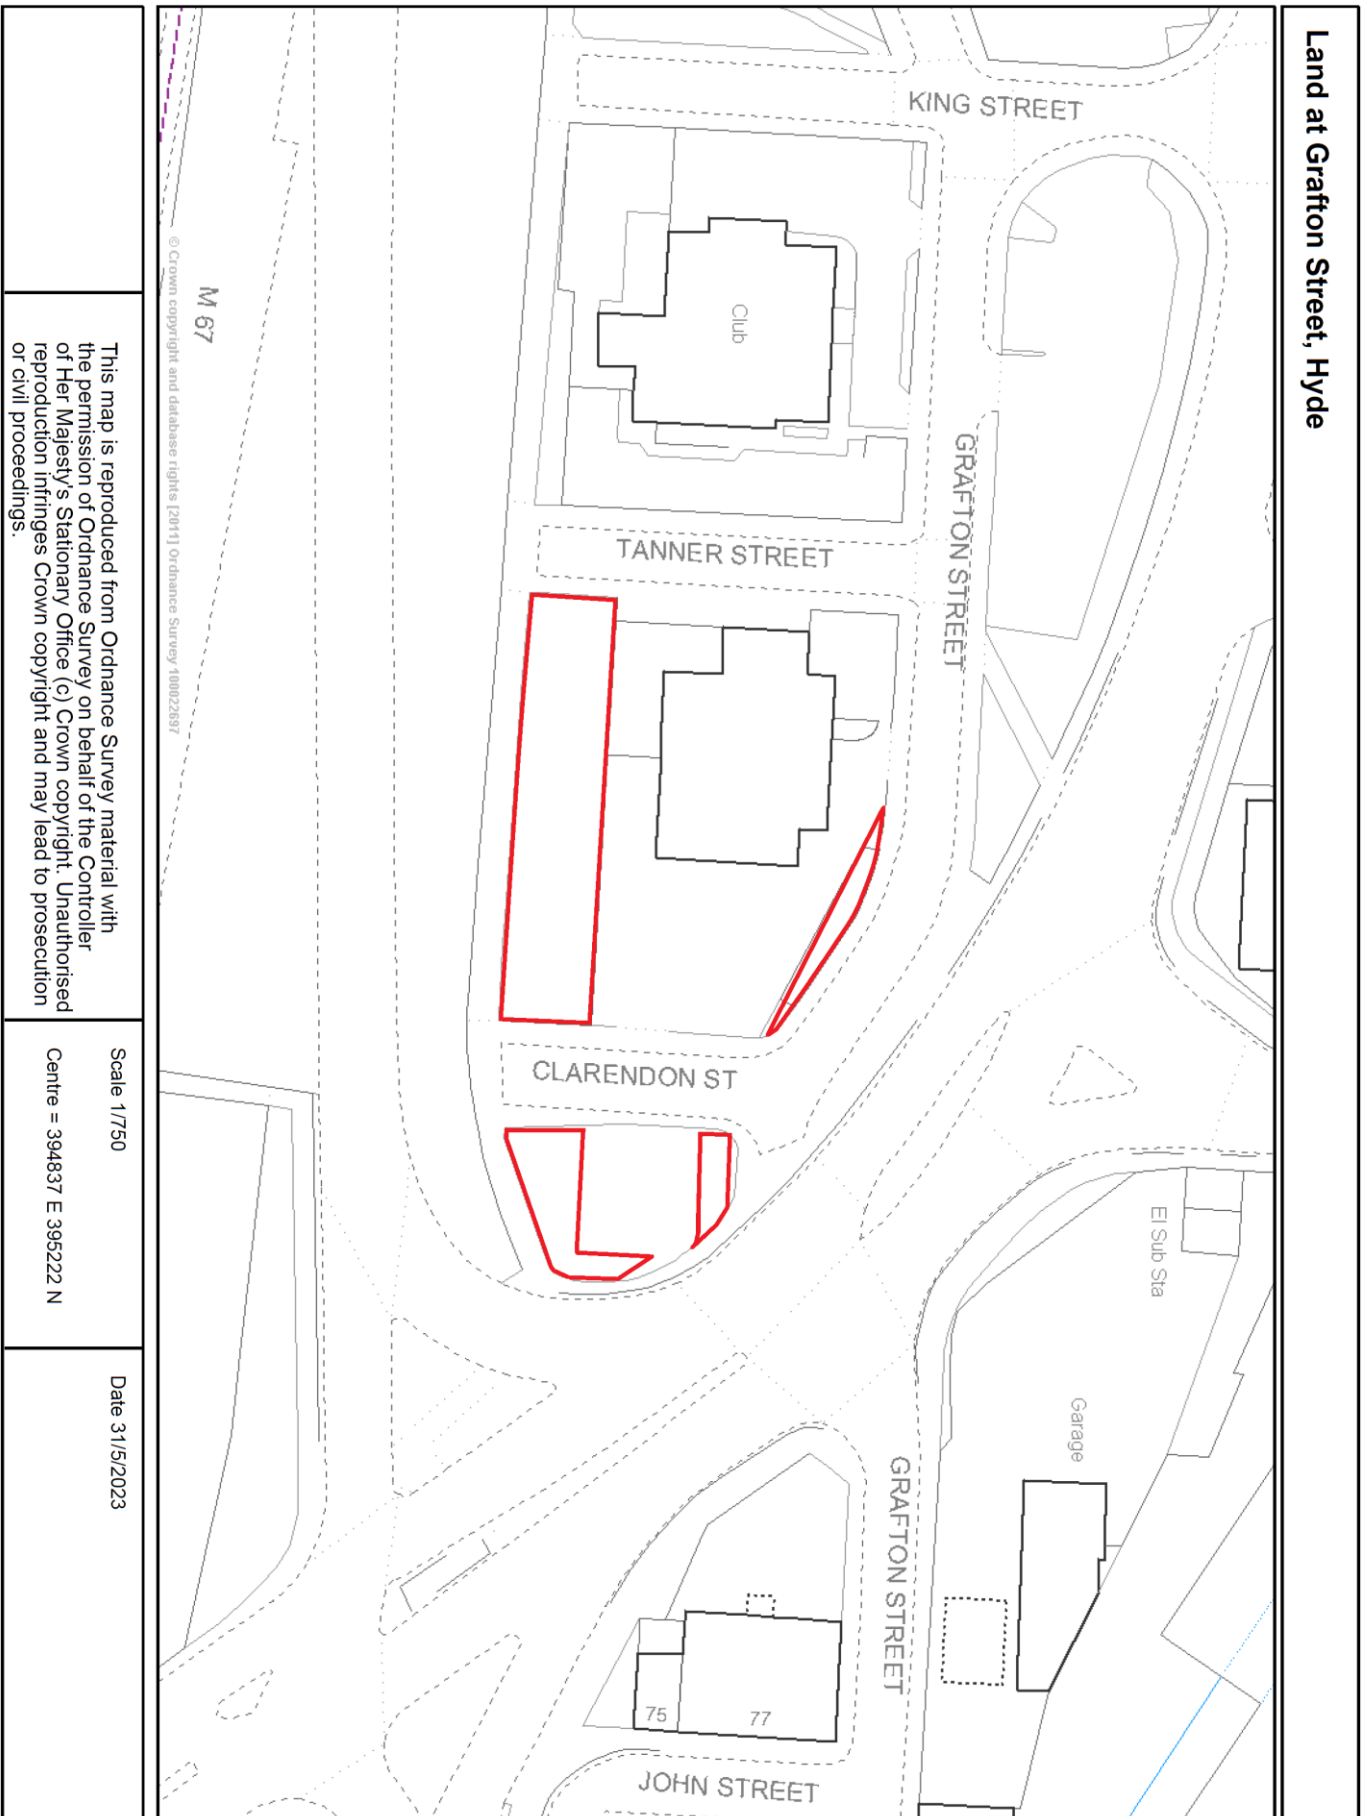 Land at Grafton Street, Hyde
KING STREET
Club
GRAFTON STREET
TANNER STREET
M 67
© Crown copyright and database rights [2011] Ordnance Survey 100022697
CLARENDON ST
El Sub Sta
Garage
GRAFTON STREET
75
77
JOHN STREET
This map is reproduced from Ordnance Survey material with
the permission of Ordnance Survey on behalf of the Controller
of Her Majesty's Stationary Office (c) Crown copyright. Unauthorised
reproduction infringes Crown copyright and may lead to prosecution
or civil proceedings.
Scale 1/750
Centre = 394837 E 395222 N
Date 31/5/2023